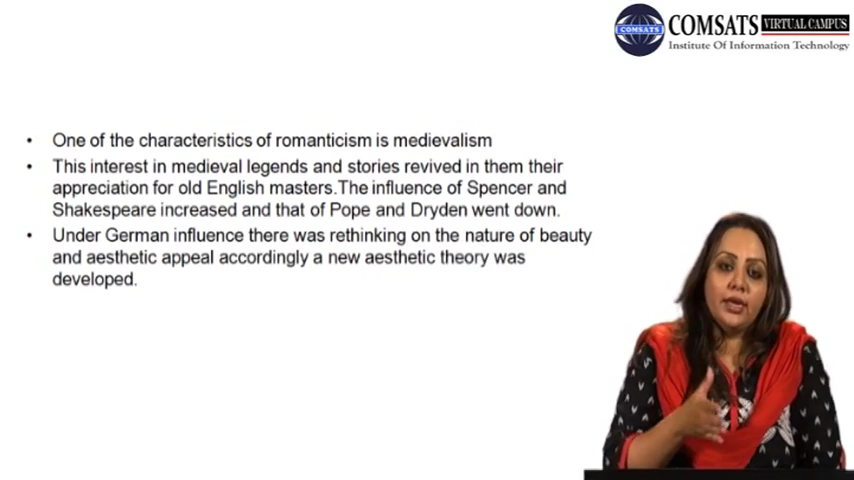 COMSATS
COMSATS VIRTUAL CAMPUS
Institute Of Information Technology
• One of the characteristics of romanticism is medievalism
• This interest in medieval legends and stories revived in them their
appreciation for old English masters.The influence of Spencer and
Shakespeare increased and that of Pope and Dryden went down.
• Under German influence there was rethinking on the nature of beauty
and aesthetic appeal accordingly a new aesthetic theory was
developed.